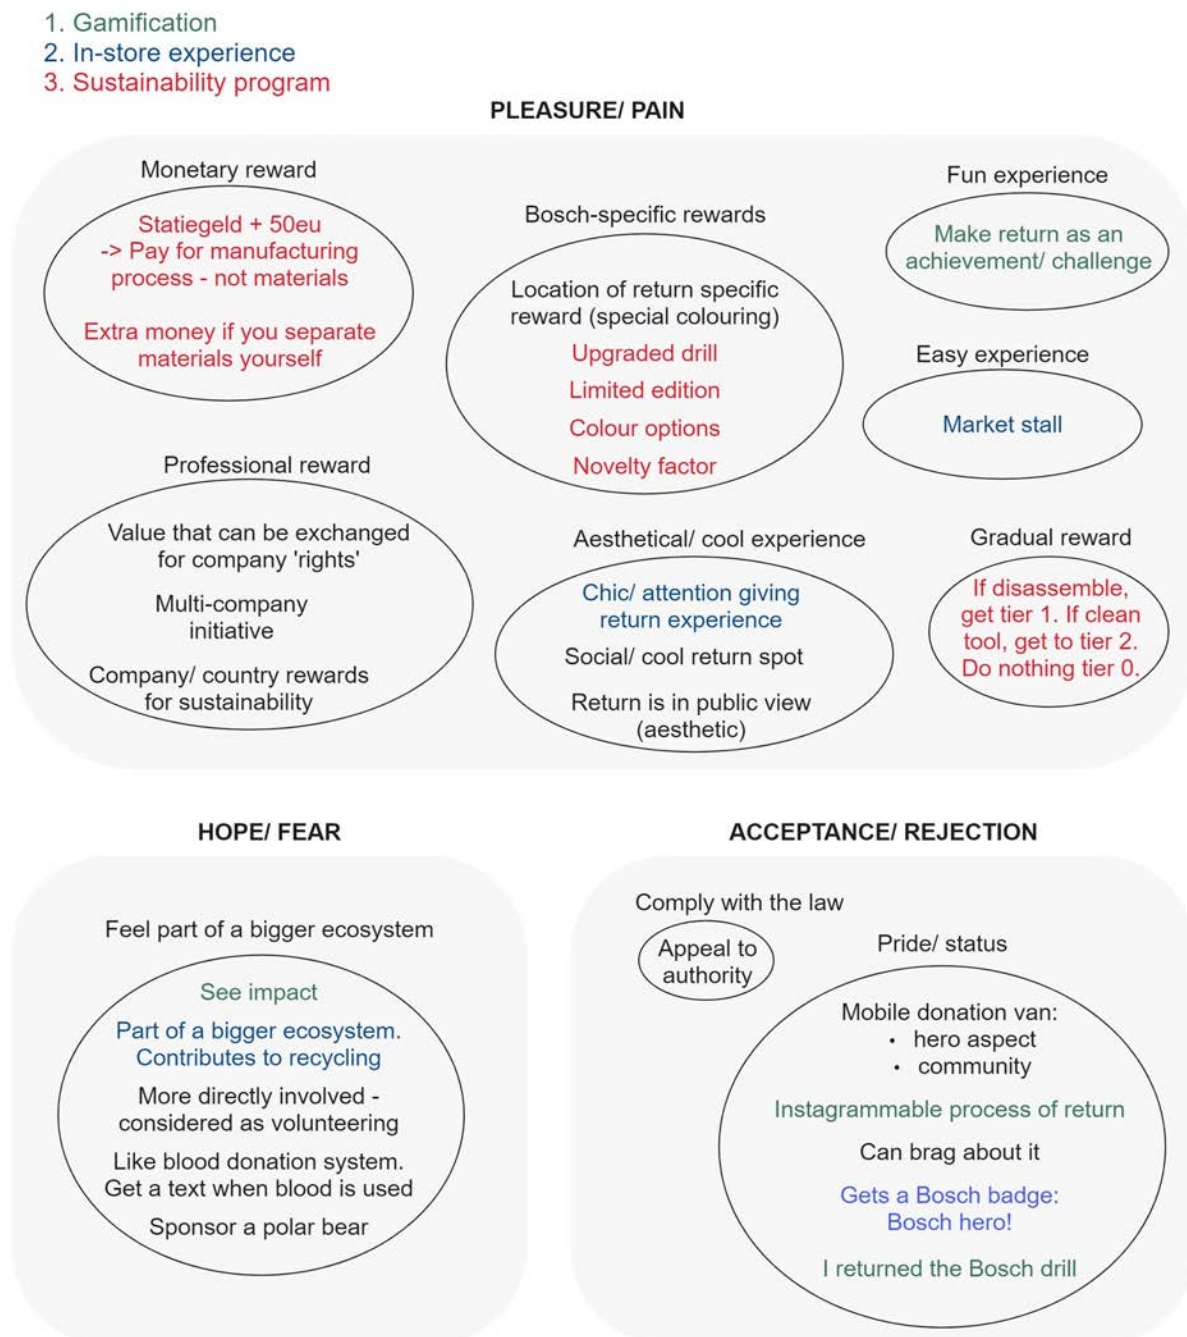 1. Gamification
2. In-store experience
3. Sustainability program
PLEASURE/ PAIN
Monetary reward
Statiegeld + 50eu
-> Pay for manufacturing
process - not materials
Extra money if you separate
materials yourself
Bosch-specific rewards
Location of return specific
reward (special colouring)
Upgraded drill
Limited edition
Colour options
Novelty factor
Fun experience
Make return as an
achievement/ challenge
Easy experience
Market stall
Professional reward
Value that can be exchanged
for company 'rights'
Multi-company
initiative
Company/ country rewards
for sustainability
Aesthetical/ cool experience
Chic/ attention giving
return experience
Social/ cool return spot
Return is in public view
(aesthetic)
Gradual reward
If disassemble,
get tier 1. If clean
tool, get to tier 2.
Do nothing tier 0.
HOPE/ FEAR
Feel part of a bigger ecosystem
See impact
Part of a bigger ecosystem.
Contributes to recycling
More directly involved -
considered as volunteering
Like blood donation system.
Get a text when blood is used
Sponsor a polar bear
ACCEPTANCE/ REJECTION
Comply with the law
Appeal to
authority
Pride/ status
Mobile donation van:
• hero aspect
• community
Instagrammable process of return
Can brag about it
Gets a Bosch badge:
Bosch hero!
I returned the Bosch drill